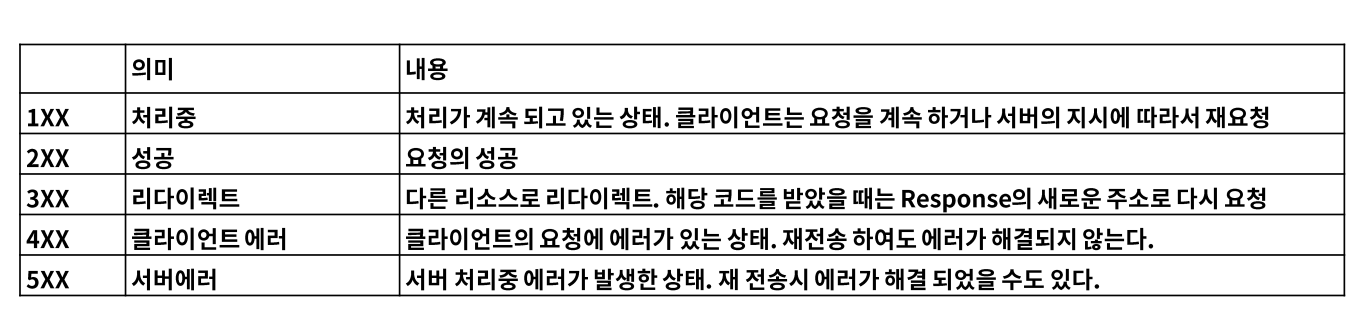 의미 내용
1XX 처리중 처리가 계속 되고 있는 상태. 클라이언트는 요청을 계속 하거나 서버의 지시에 따라서 재요청
2XX 성공 요청의 성공
3XX 리다이렉트 다른 리소스로 리다이렉트. 해당 코드를 받았을 때는 Response의 새로운 주소로 다시 요청
4XX 클라이언트 에러 클라이언트의 요청에 에러가 있는 상태. 재전송 하여도 에러가 해결되지 않는다.
5XX 서버에러 서버 처리중 에러가 발생한 상태. 재 전송시 에러가 해결 되었을 수도 있다.